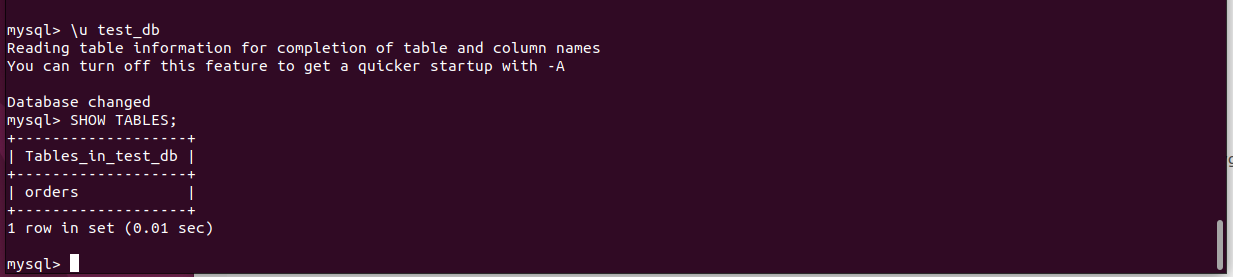 mysql> \u test_db
Reading table information for completion of table and column names
You can turn off this feature to get a quicker startup with -A
Database changed
mysql> SHOW TABLES;
+-------------------+
| Tables_in_test_db |
+-------------------+
| orders            |
+-------------------+
1 row in set (0.01 sec)
mysql>